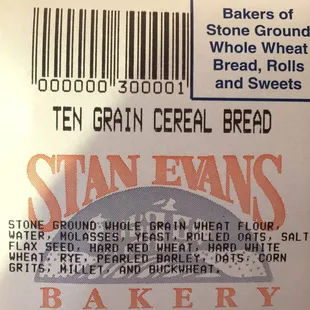 Bakers of
Stone Ground
Whole Wheat
Bread, Rolls
and Sweets
000000 300001
TEN GRAIN CEREAL BREAD
STAN EVANS
STONE GROUND WHOLE GRAIN WHEAT FLOUR,
WATER, MOLASSES, YEAST, ROLLED OATS, SALT
FLAX SEED, HARD RED WHEAT, HARD WHITE
WHEAT, RYE, PEARLED BARLEY, OATS, CORN
GRITS, MILLET, AND BUCKWHEAT.
BAKERY